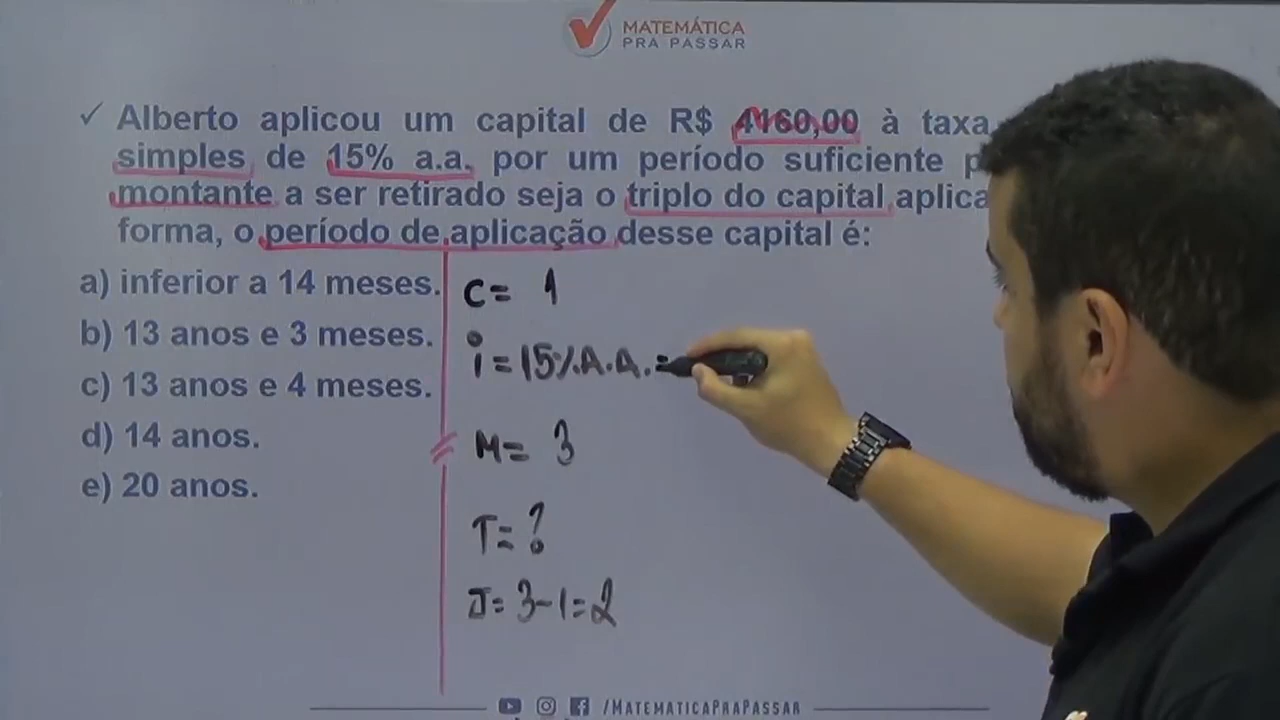 MATEMÁTICA
PRA PASSAR
✓ Alberto aplicou um capital de R$ 4160,00 à taxa
simples de 15% a.a. por um período suficiente
montante a ser retirado seja o triplo do capital
forma, o período de aplicação desse capital é:
a) inferior a 14 meses.
b) 13 anos e 3 meses.
c) 13 anos e 4 meses.
d) 14 anos.
e) 20 anos.
C = 1
i = 15% A.A. =
M = 3
T = ?
J = 3-1=2
/MATEMATICAPRAPASSAR